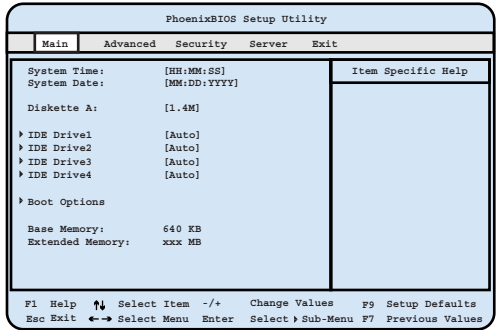 PhoenixBIOS Setup Utility
Main Advanced Security Server Exit
System Time: [HH:MM:SS]
System Date: [MM:DD:YYYY]
Diskette A: [1.4M]
IDE Drive1 [Auto]
IDE Drive2 [Auto]
IDE Drive3 [Auto]
IDE Drive4 [Auto]
Boot Options
Base Memory: 640 KB
Extended Memory: xxx MB
Item Specific Help
F1 Help Select Item -/+ Change Values F9 Setup Defaults
Esc Exit Select Menu Enter Select Sub-Menu F7 Previous Values